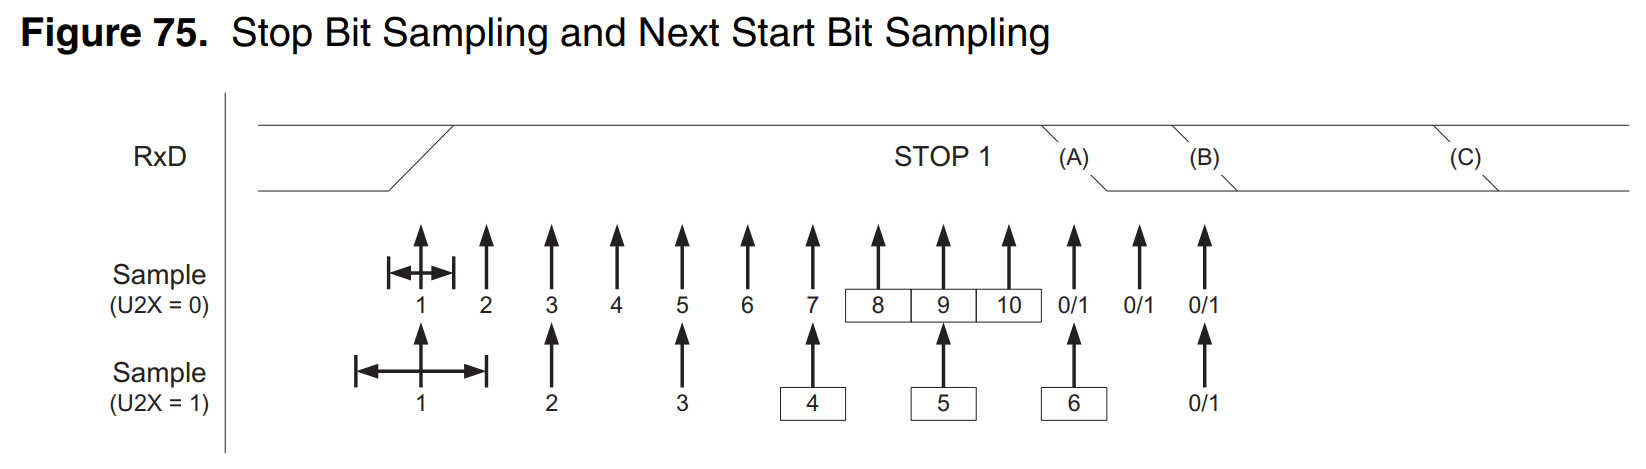 Figure 75. Stop Bit Sampling and Next Start Bit Sampling
RxD STOP 1 (A) (B) (C)
Sample
(U2X = 0) 1 2 3 4 5 6 7 8 9 10 0/1 0/1 0/1
Sample
(U2X = 1) 1 2 3 4 5 6 0/1